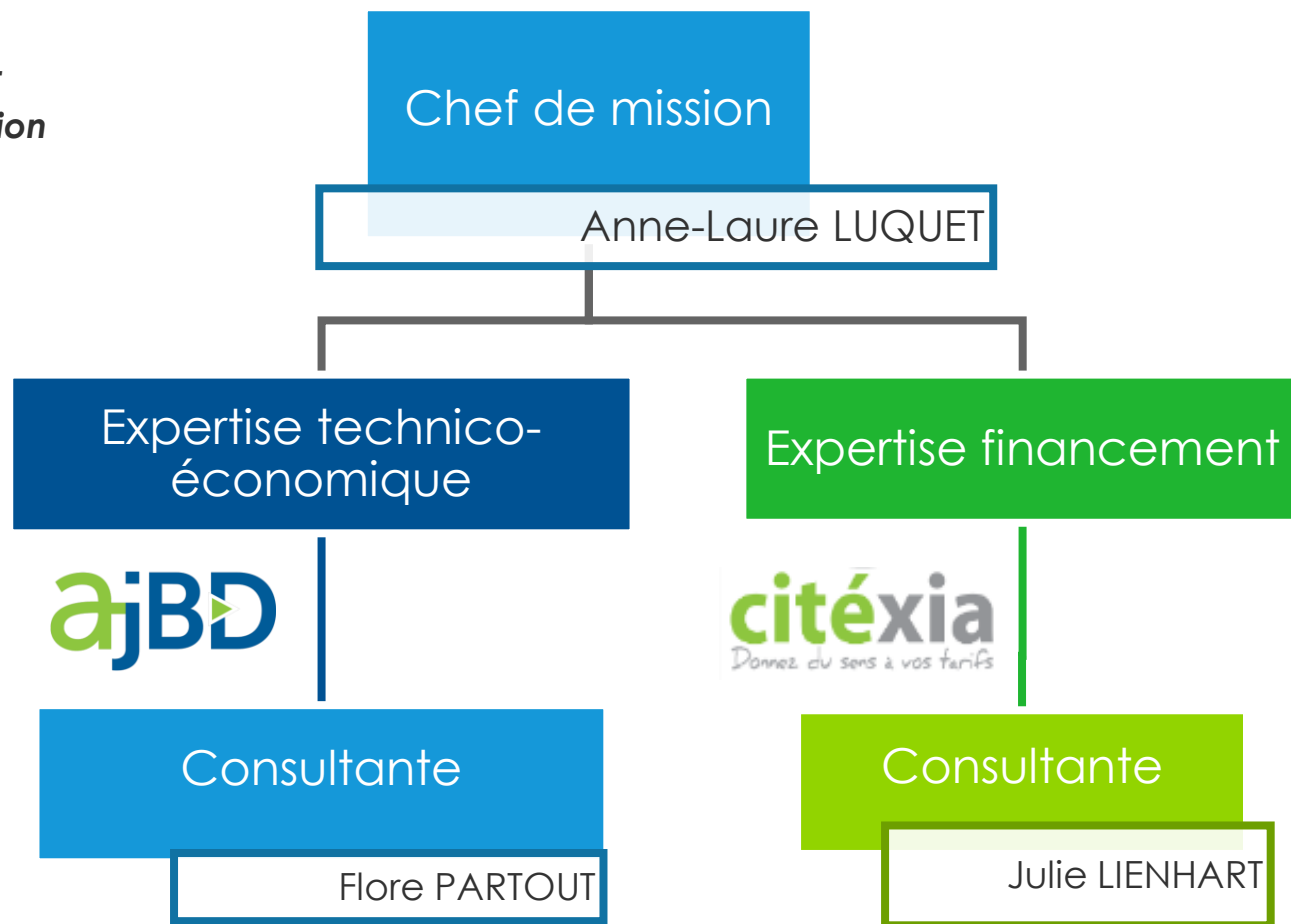 Chef de mission
ion
Anne-Laure LUQUET
Expertise technico-
économique
Expertise financement
ajBD
citéxia
Donnez du sens à vos tarifs
Consultante
Consultante
Flore PARTOUT
Julie LIENHART